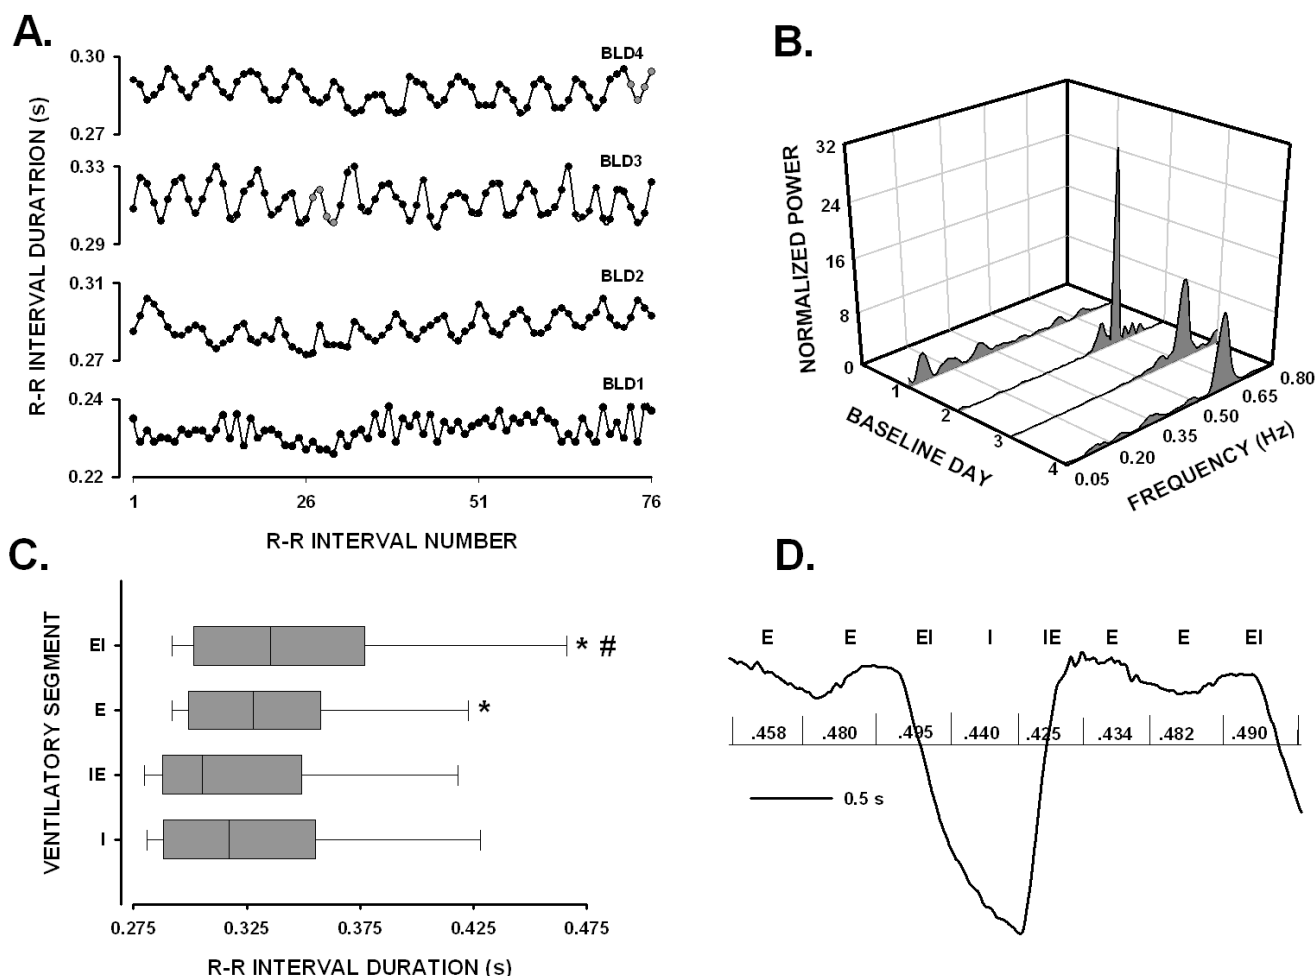 A.
R-R INTERVAL DURATRION (s)
0.30
0.27
BLD4
0.33
0.29
BLD3
0.31
0.27
BLD2
0.24
0.22
BLD1
1 26 51 76
R-R INTERVAL NUMBER
B.
NORMALIZED POWER
32
24
16
8
0
1
2
3
4
BASELINE DAY
0.05
0.20
0.35
0.50
0.65
0.80
FREQUENCY (Hz)
C.
VENTILATORY SEGMENT
EI * #
E *
IE
I
0.275 0.325 0.375 0.425 0.475
R-R INTERVAL DURATION (s)
D.
E E EI I IE E E EI
.458 .480 .495 .440 .425 .434 .482 .490
0.5 s